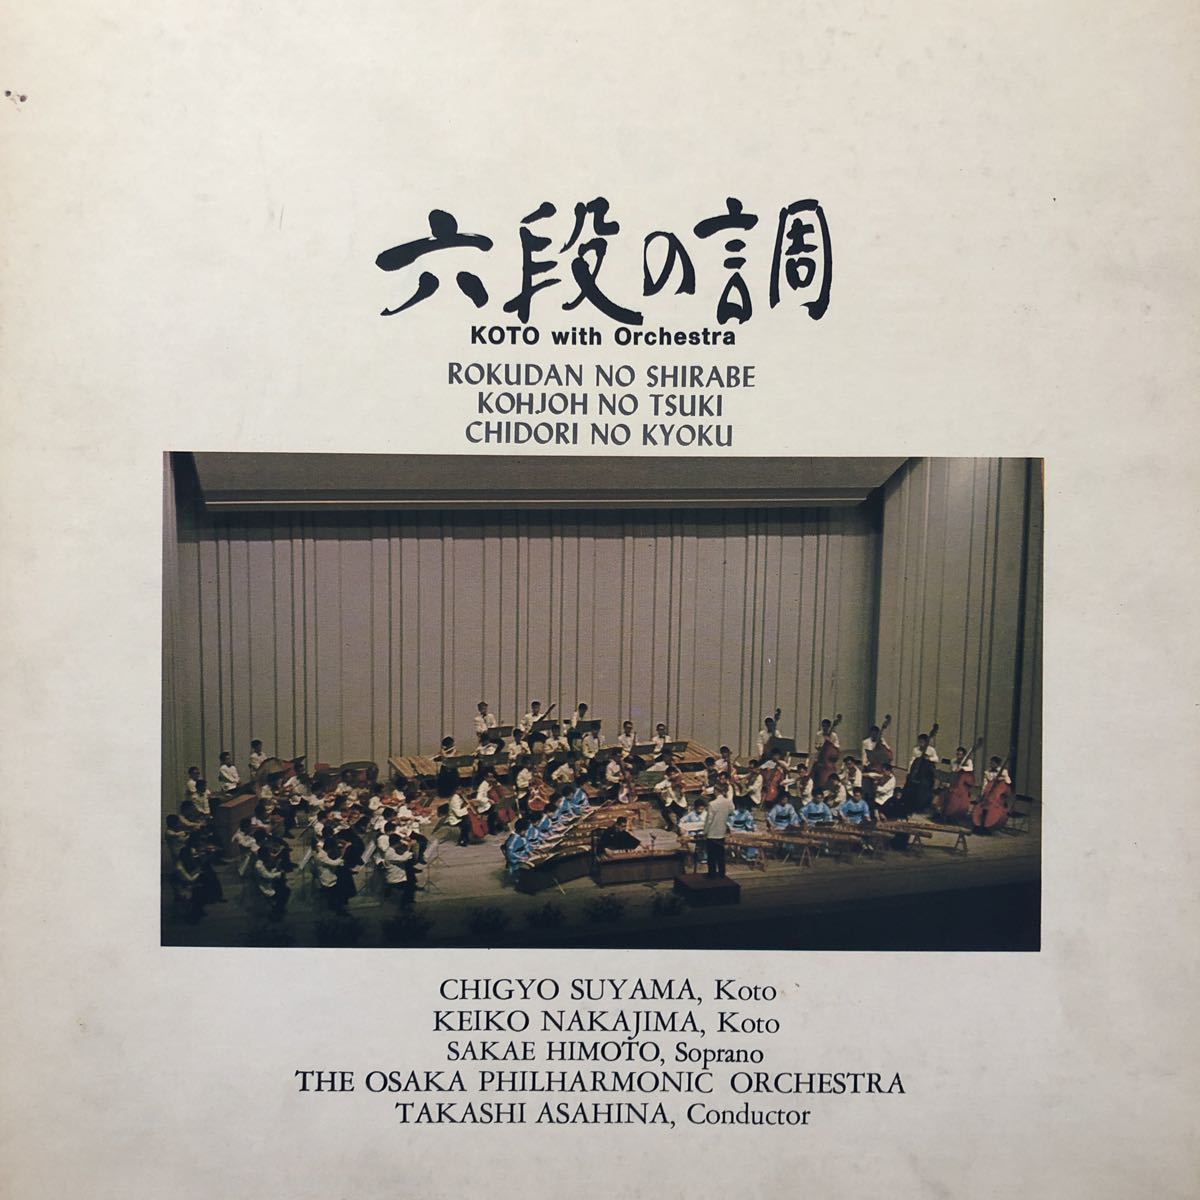 六段の調
KOTO with Orchestra
ROKUDAN NO SHIRABE
KOHJOH NO TSUKI
CHIDORI NO KYOKU
CHIGYO SUYAMA, Koto
KEIKO NAKAJIMA, Koto
SAKAE HIMOTO, Soprano
THE OSAKA PHILHARMONIC ORCHESTRA
TAKASHI ASAHINA, Conductor